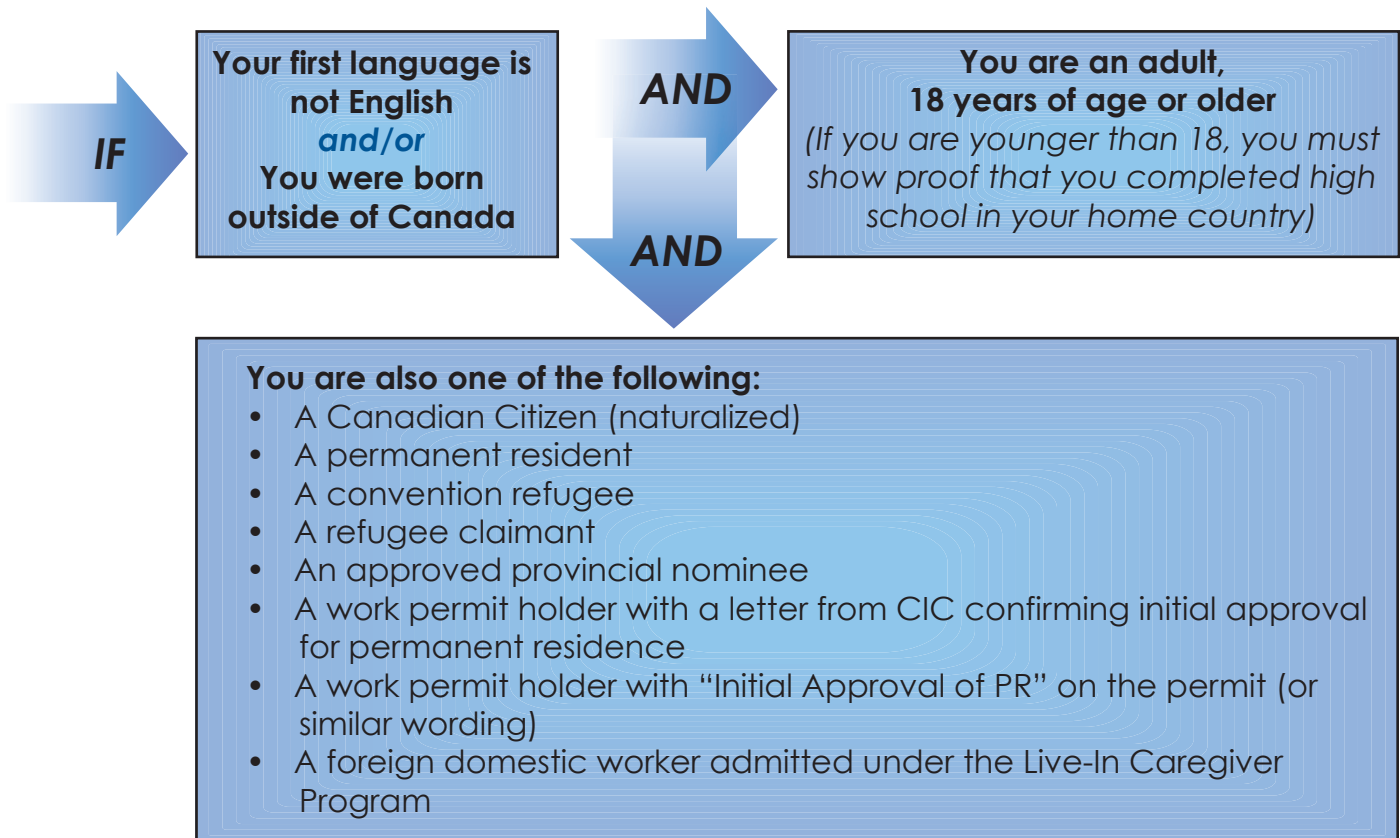 IF
Your first language is
not English
and/or
You were born
outside of Canada
AND
AND
You are an adult,
18 years of age or older
(If you are younger than 18, you must
show proof that you completed high
school in your home country)
You are also one of the following:
• A Canadian Citizen (naturalized)
• A permanent resident
• A convention refugee
• A refugee claimant
• An approved provincial nominee
• A work permit holder with a letter from CIC confirming initial approval
for permanent residence
• A work permit holder with “Initial Approval of PR” on the permit (or
similar wording)
• A foreign domestic worker admitted under the Live-In Caregiver
Program